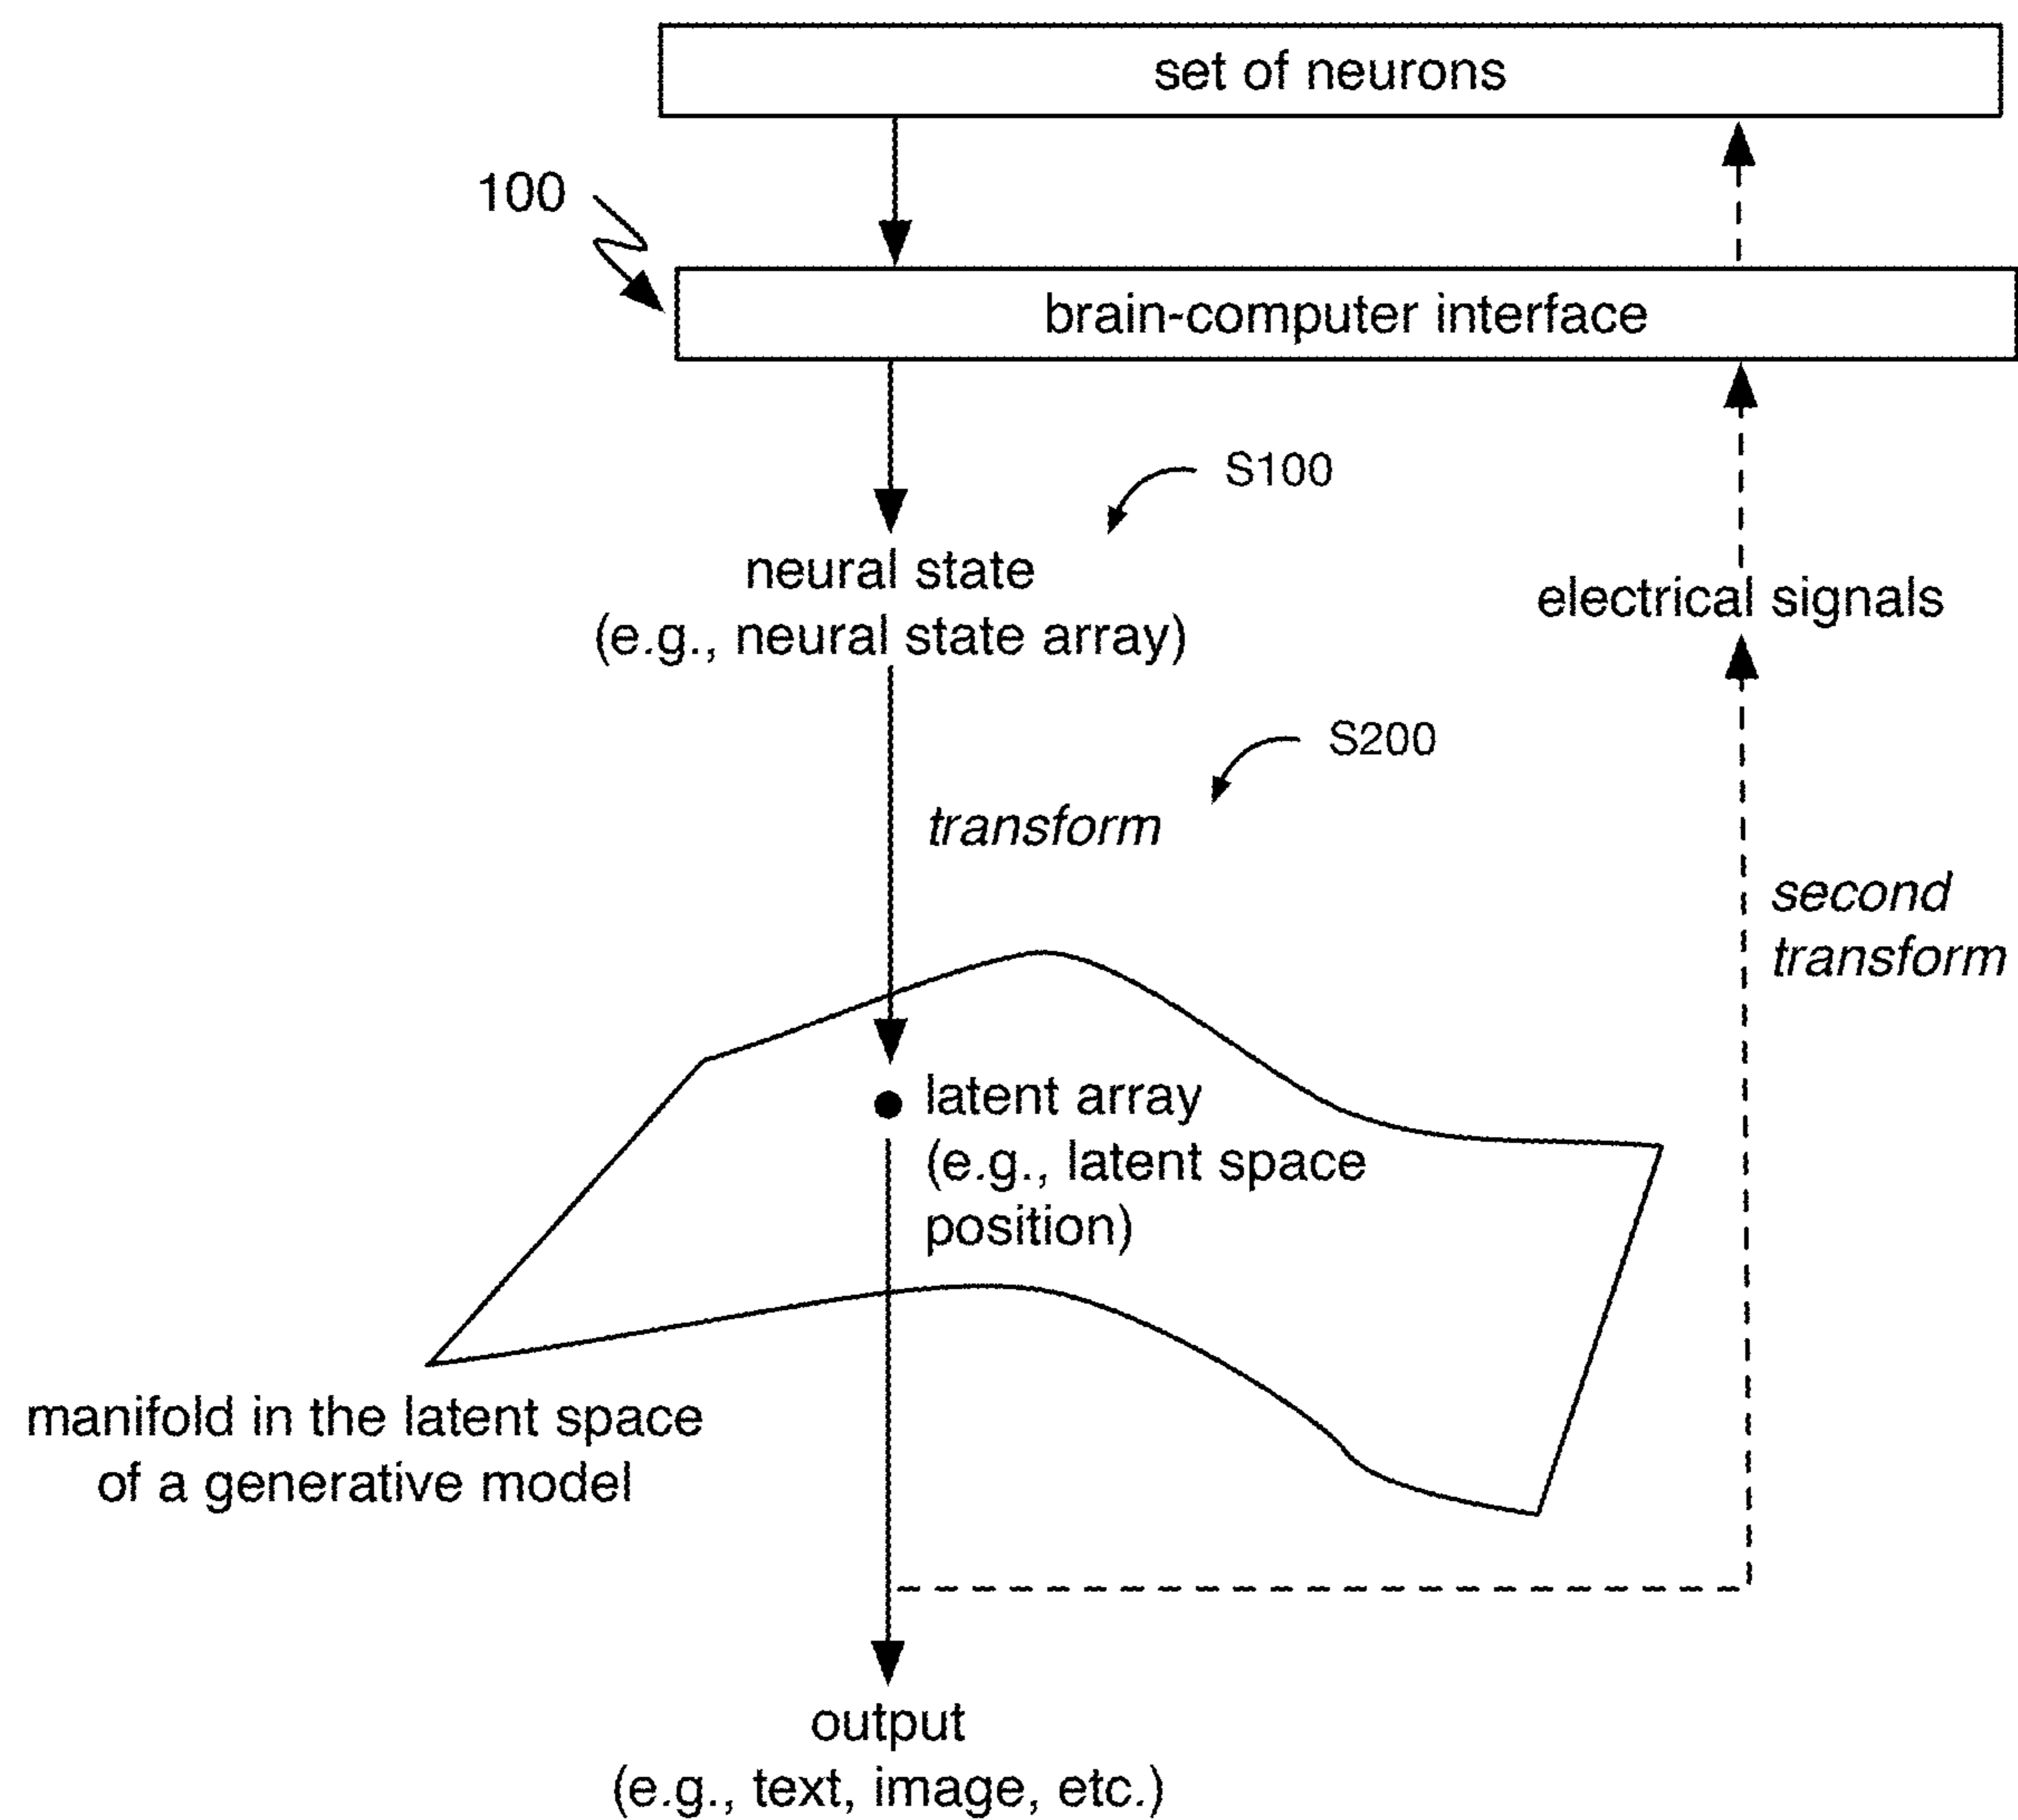 set of neurons
100
brain-computer interface
S100
neural state
(e.g., neural state array)
electrical signals
S200
transform
second
transform
latent array
(e.g., latent space
position)
manifold in the latent space
of a generative model
output
(e.g., text, image, etc.)